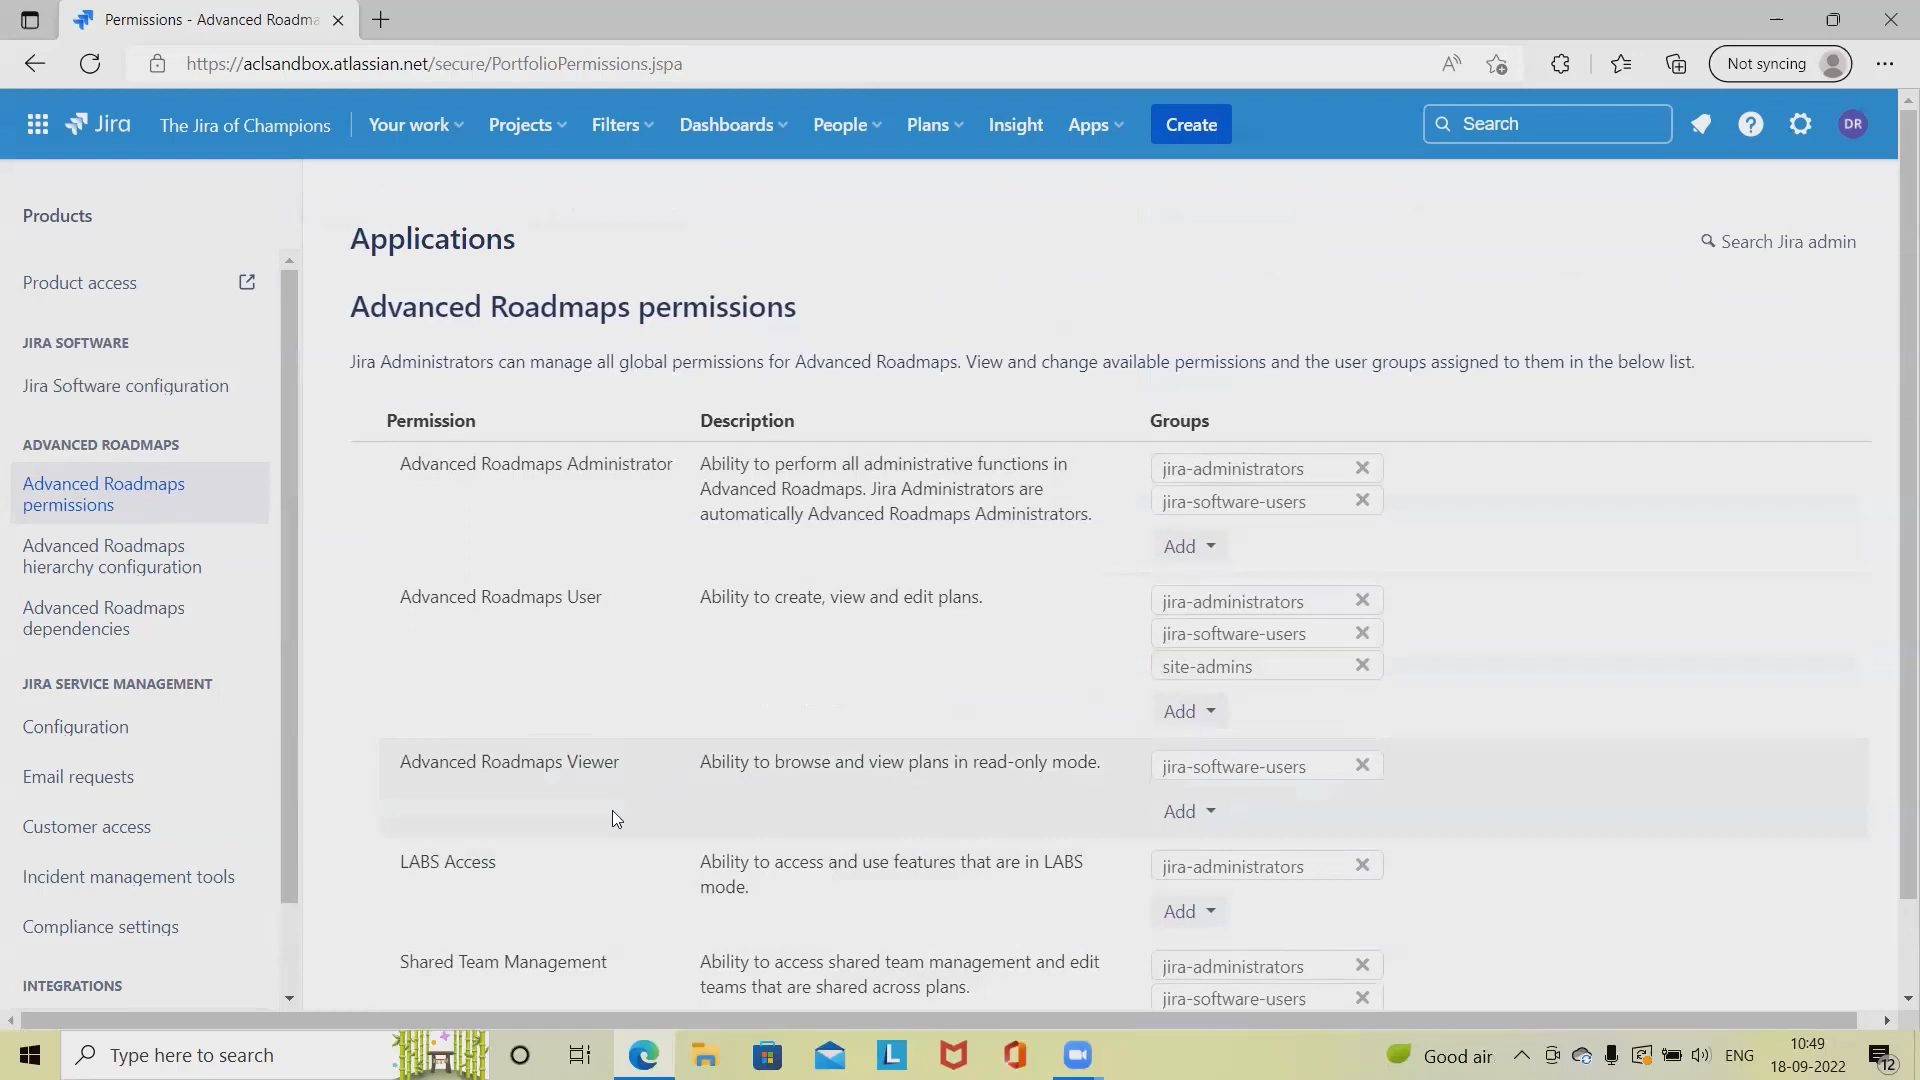 Permissions - Advanced Roadma
https://aclsandbox.atlassian.net/secure/PortfolioPermissions.jspa
Not syncing
Jira
The Jira of Champions
Your work
Projects
Filters
Dashboards
People
Plans
Insight
Apps
Create
Search
DR
Products
Product access
JIRA SOFTWARE
Jira Software configuration
ADVANCED ROADMAPS
Advanced Roadmaps
permissions
Advanced Roadmaps
hierarchy configuration
Advanced Roadmaps
dependencies
JIRA SERVICE MANAGEMENT
Configuration
Email requests
Customer access
Incident management tools
Compliance settings
INTEGRATIONS
Applications
Search Jira admin
Advanced Roadmaps permissions
Jira Administrators can manage all global permissions for Advanced Roadmaps. View and change available permissions and the user groups assigned to them in the below list.
Permission
Description
Groups
Advanced Roadmaps Administrator
Ability to perform all administrative functions in
Advanced Roadmaps. Jira Administrators are
automatically Advanced Roadmaps Administrators.
jira-administrators
jira-software-users
Add
Advanced Roadmaps User
Ability to create, view and edit plans.
jira-administrators
jira-software-users
site-admins
Add
Advanced Roadmaps Viewer
Ability to browse and view plans in read-only mode.
jira-software-users
Add
LABS Access
Ability to access and use features that are in LABS
mode.
jira-administrators
Add
Shared Team Management
Ability to access shared team management and edit
teams that are shared across plans.
jira-administrators
jira-software-users
Type here to search
L
Good air
ENG
10:49
18-09-2022
12